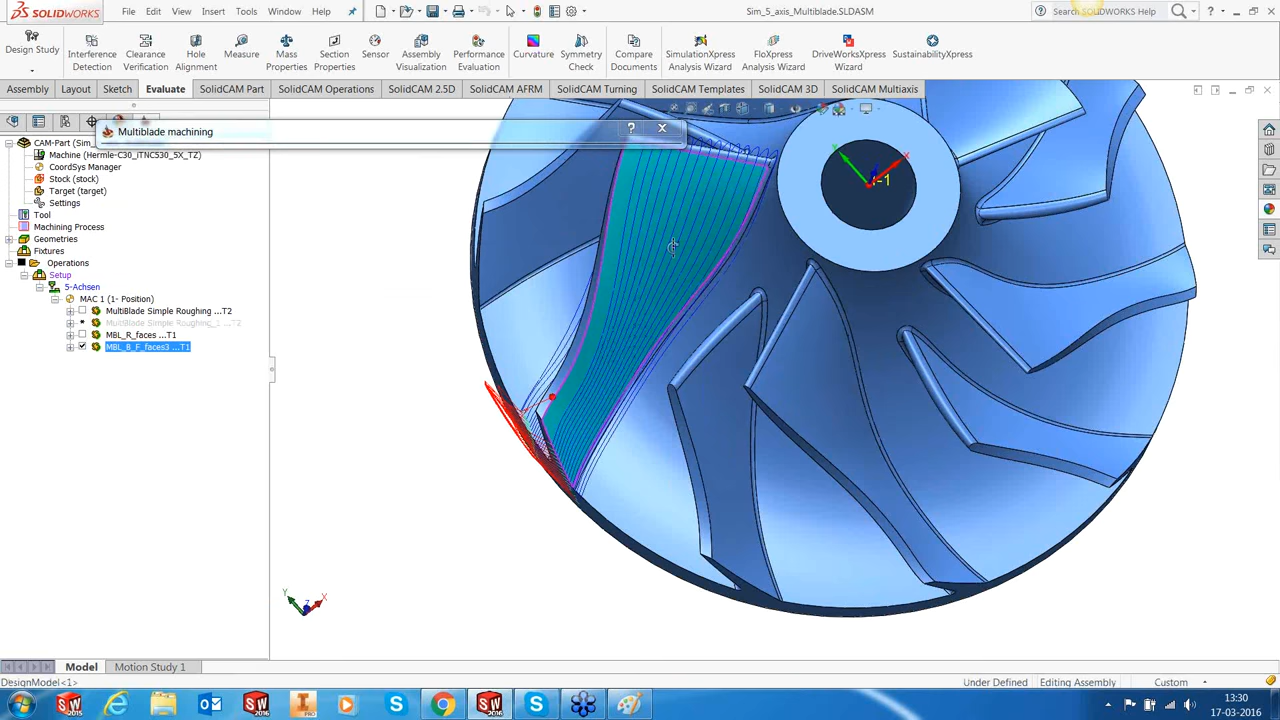 SOLIDWORKS
File Edit View Insert Tools Window Help
Sim_5_axis_Multiblade.SLDASM
Search SOLIDWORKS Help
Design Study
Interference Detection
Clearance Verification
Hole Alignment
Measure
Mass Properties
Section Properties
Sensor
Assembly Visualization
Performance Evaluation
Curvature
Symmetry Check
Compare Documents
SimulationXpress Analysis Wizard
FloXpress Analysis Wizard
DriveWorksXpress Wizard
SustainabilityXpress
Assembly Layout Sketch Evaluate SolidCAM Part SolidCAM Operations SolidCAM 2.5D SolidCAM AFRM SolidCAM Turning SolidCAM Templates SolidCAM 3D SolidCAM Multiaxis
Multiblade machining
CAM-Part (Sim_
Machine (Hermle-C30_iTNC530_5X_TZ)
CoordSys Manager
Stock (stock)
Target (target)
Settings
Tool
Machining Process
Geometries
Fixtures
Operations
Setup
5-Achsen
MAC 1 (1- Position)
MultiBlade Simple Roughing ...T2
MultiBlade Simple Roughing_1 ...T2
MBL_R_faces ...T1
MBL_B_F_faces3 ...T1
X
-1
Y
Z
X
Model Motion Study 1
DesignModel<1>
Under Defined Editing Assembly Custom
13:30
17-03-2016